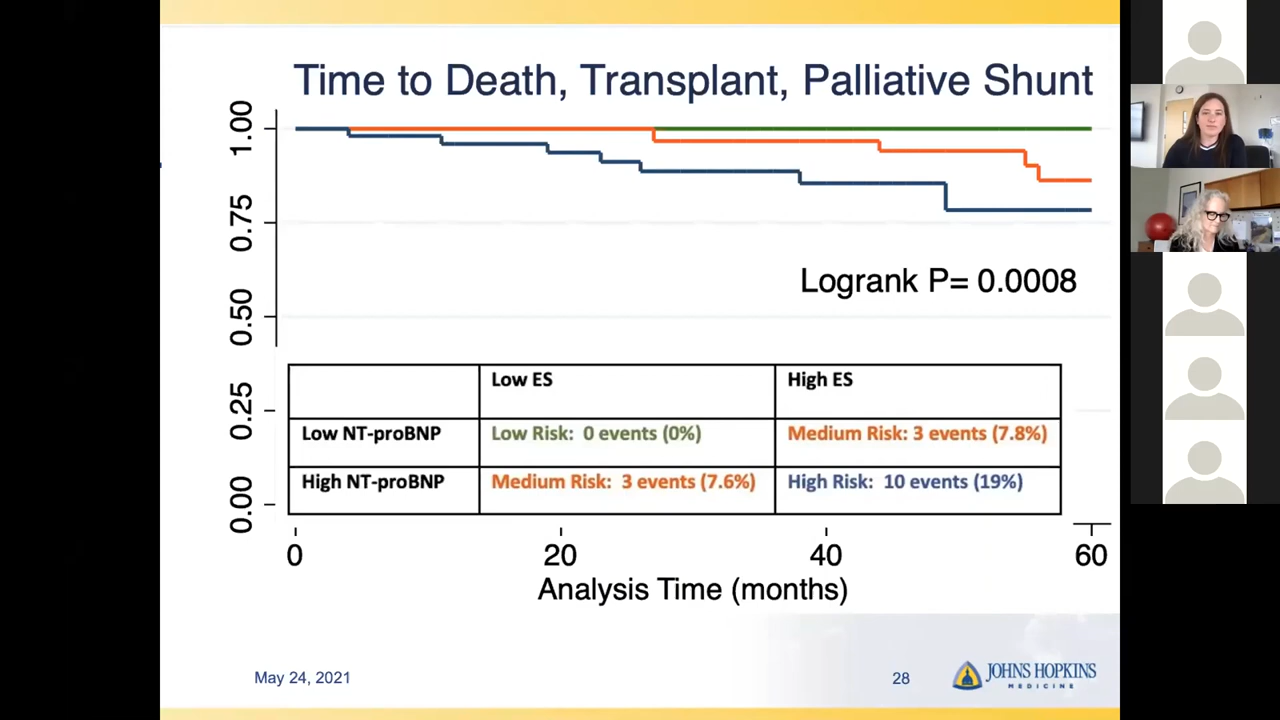 Time to Death, Transplant, Palliative Shunt
1.00
0.75
0.50
0.25
0.00
Logrank P= 0.0008
Low ES High ES
Low NT-proBNP Low Risk: 0 events (0%) Medium Risk: 3 events (7.8%)
High NT-proBNP Medium Risk: 3 events (7.6%) High Risk: 10 events (19%)
0 20 40 60
Analysis Time (months)
May 24, 2021 28 JOHNS HOPKINS
MEDICINE